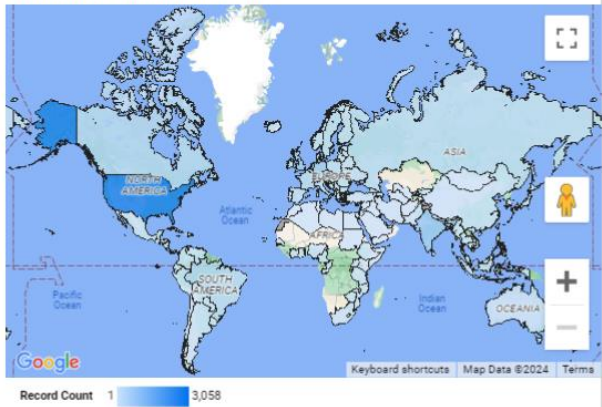 ASIA
EUROPE
NORTH
AMERICA
Atlantic
Ocean
AFRICA
SOUTH
AMERICA
Pacific
Ocean
Indian
Ocean
OCEANIA
Google
Keyboard shortcuts Map Data ©2024 Terms
Record Count 1 3,058